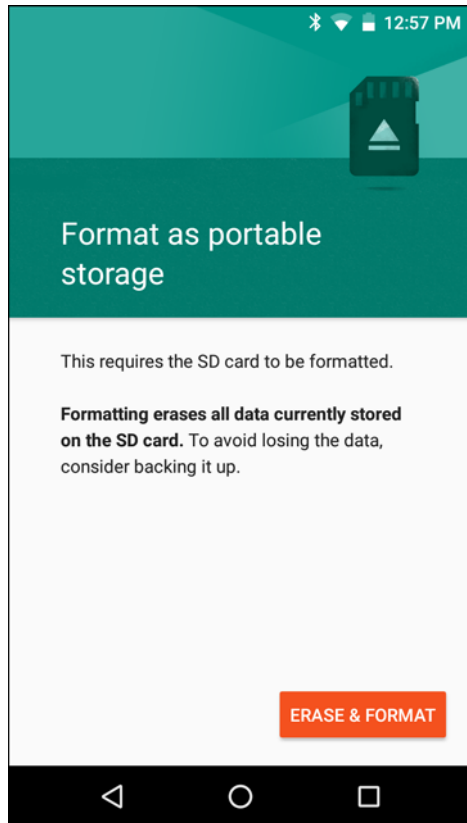 12:57 PM
Format as portable
storage
This requires the SD card to be formatted.
Formatting erases all data currently stored
on the SD card. To avoid losing the data,
consider backing it up.
ERASE & FORMAT